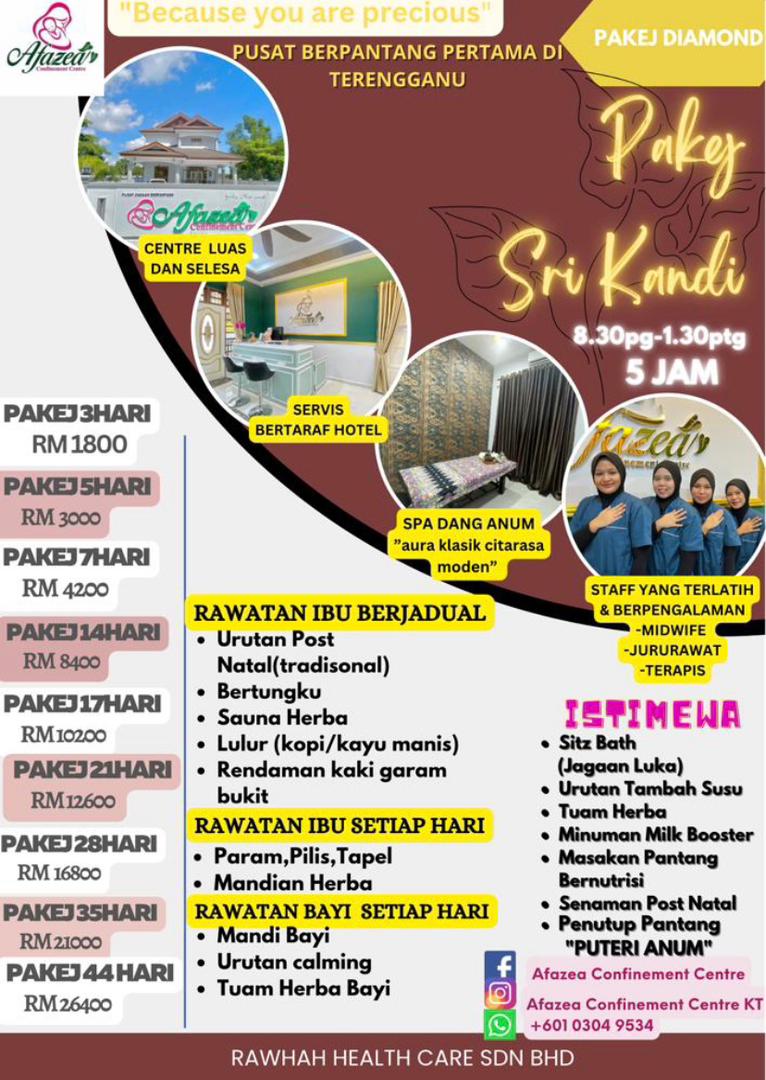 Afazea
Confinement Centre
"Because you are precious"
PUSAT BERPANTANG PERTAMA DI
TERENGGANU
PAKEJ DIAMOND
Pakej
Sri Kandi
8.30pg-1.30ptg
5 JAM
Afazea
CENTRE LUAS
DAN SELESA
SERVIS
BERTARAF HOTEL
SPA DANG ANUM
"aura klasik citarasa
moden"
STAFF YANG TERLATIH
& BERPENGALAMAN
-MIDWIFE
-JURURAWAT
-TERAPIS
PAKEJ 3HARI
RM 1800
PAKEJ 5HARI
RM 3000
PAKEJ 7HARI
RM 4200
PAKEJ 14HARI
RM 8400
PAKEJ 17HARI
RM 10200
PAKEJ 21HARI
RM 12600
PAKEJ 28HARI
RM 16800
PAKEJ 35HARI
RM 21000
PAKEJ 44 HARI
RM 26400
RAWATAN IBU BERJADUAL
• Urutan Post
Natal(tradisonal)
• Bertungku
• Sauna Herba
• Lulur (kopi/kayu manis)
• Rendaman kaki garam
bukit
RAWATAN IBU SETIAP HARI
• Param,Pilis,Tapel
• Mandian Herba
RAWATAN BAYI SETIAP HARI
• Mandi Bayi
• Urutan calming
• Tuam Herba Bayi
ISTIMEWA
• Sitz Bath
(Jagaan Luka)
• Urutan Tambah Susu
• Tuam Herba
• Minuman Milk Booster
• Masakan Pantang
Bernutrisi
• Senaman Post Natal
• Penutup Pantang
"PUTERI ANUM"
Afazea Confinement Centre
Afazea Confinement Centre KT
+601 0304 9534
RAWHAH HEALTH CARE SDN BHD